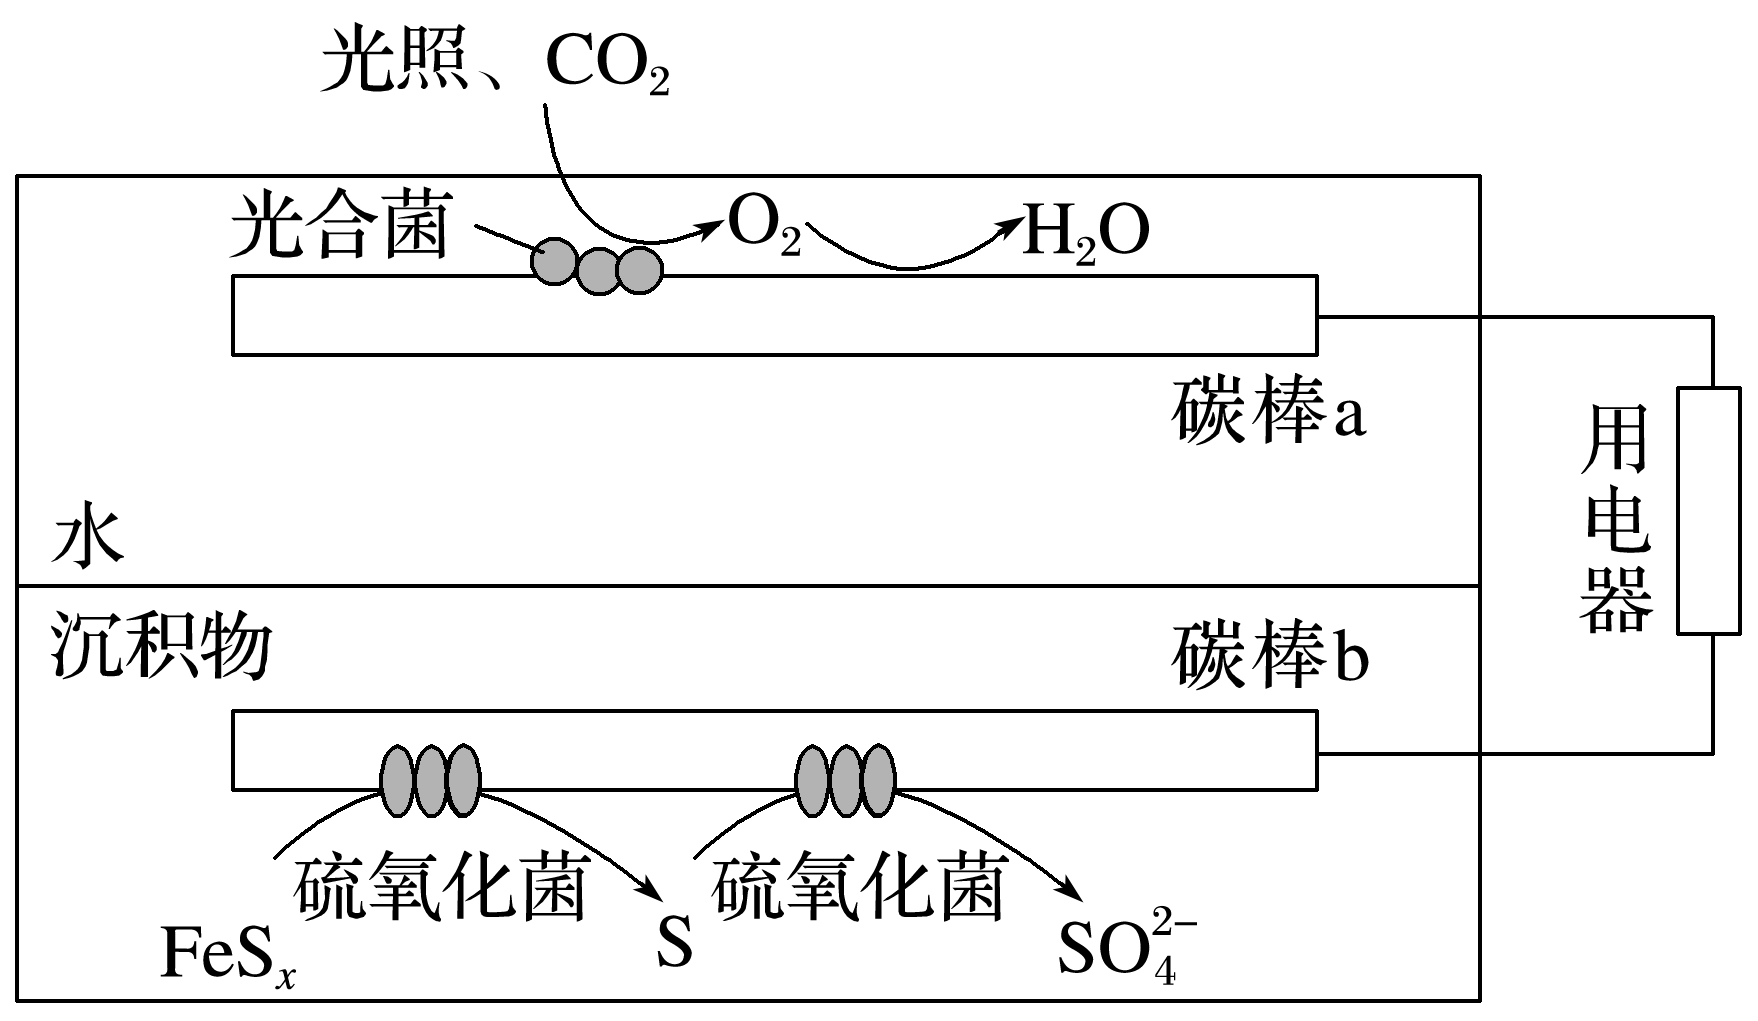 光照、CO₂
光合菌
O₂
H₂O
碳棒a
用电器
水
沉积物
碳棒b
硫氧化菌
硫氧化菌
FeSₓ
S
SO₄²⁻